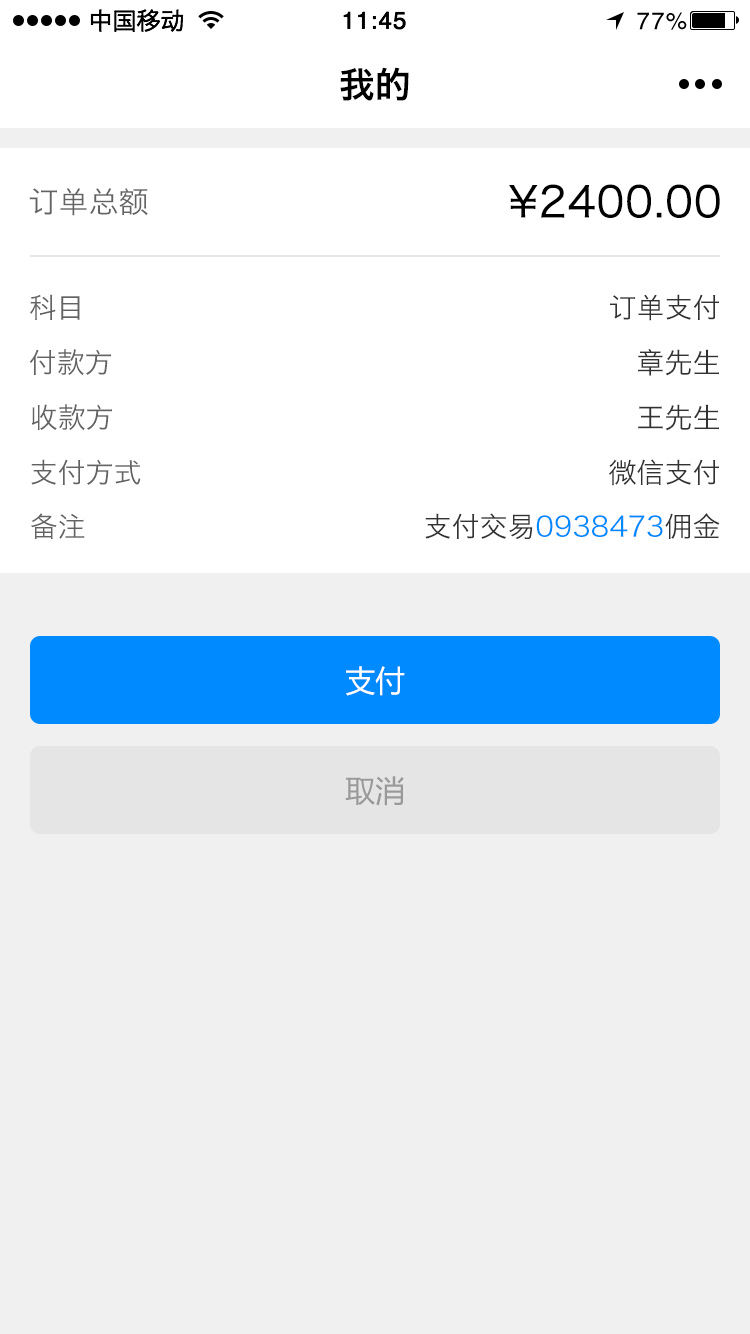 中国移动 11:45 77%
我的
订单总额 ¥2400.00
科目 订单支付
付款方 章先生
收款方 王先生
支付方式 微信支付
备注 支付交易0938473佣金
支付
取消